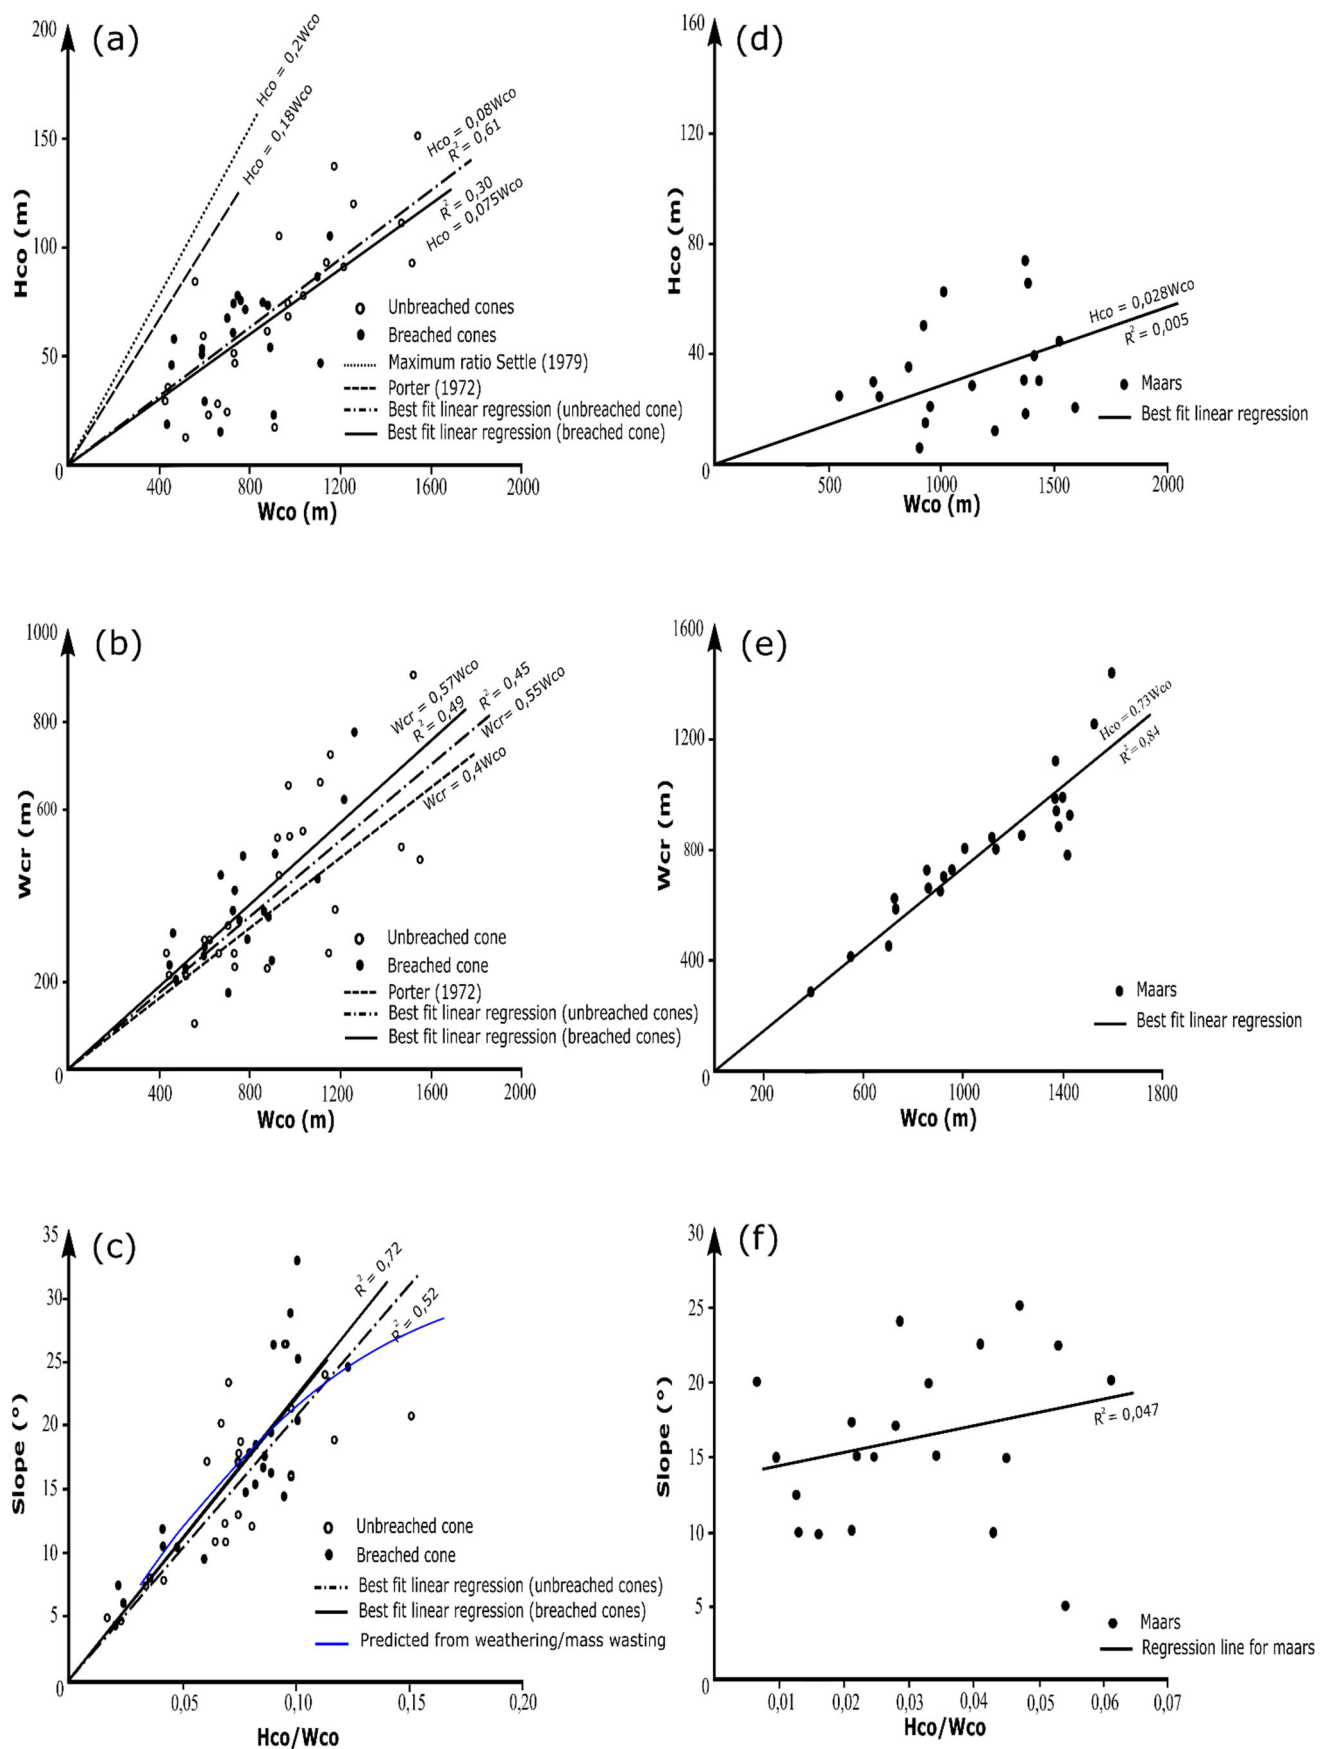 (a)
200
150
100
50
0
Hco (m)
400
800
1200
1600
2000
Wco (m)
Hco = 0,2Wco
Hco = 0,18Wco
Hco = 0,08Wco
R² = 0,61
R² = 0,30
Hco = 0,075Wco
Unbreached cones
Breached cones
Maximum ratio Settle (1979)
Porter (1972)
Best fit linear regression (unbreached cone)
Best fit linear regression (breached cone)
(d)
160
120
80
40
0
Hco (m)
500
1000
1500
2000
Wco (m)
Hco = 0,028Wco
R² = 0,005
Maars
Best fit linear regression
(b)
1000
800
600
200
0
Wcr (m)
400
800
1200
1600
2000
Wco (m)
Wcr = 0,57Wco
R² = 0,49
R² = 0,45
Wcr= 0,55Wco
Wcr = 0,4Wco
Unbreached cone
Breached cone
Porter (1972)
Best fit linear regression (unbreached cones)
Best fit linear regression (breached cones)
(e)
1600
1200
800
400
0
Wcr (m)
200
600
1000
1400
1800
Wco (m)
Hco = 0.73Wco
R² = 0,84
Maars
Best fit linear regression
(c)
35
30
25
20
15
10
5
0
Slope (°)
0,05
0,10
0,15
0,20
Hco/Wco
R² = 0,72
R² = 0,52
Unbreached cone
Breached cone
Best fit linear regression (unbreached cones)
Best fit linear regression (breached cones)
Predicted from weathering/mass wasting
(f)
30
25
20
15
10
5
0
Slope (°)
0,01
0,02
0,03
0,04
0,05
0,06
0,07
Hco/Wco
R² = 0,047
Maars
Regression line for maars